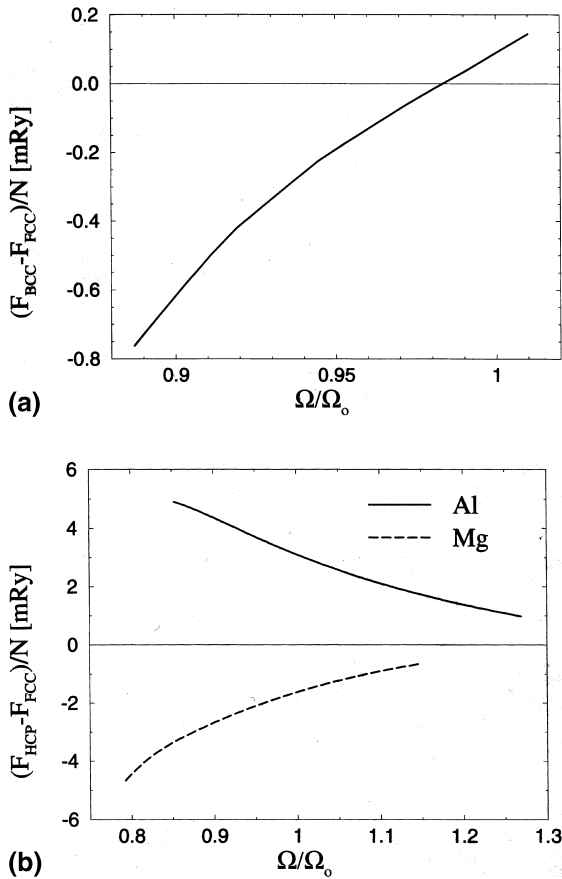 0.2
0.0
-0.2
-0.4
-0.6
-0.8
(F_BCC-F_FCC)/N [mRy]
0.9
0.95
1
Ω/Ω_o
(a)
6
4
2
0
-2
-4
-6
(F_HCP-F_FCC)/N [mRy]
Al
Mg
0.8
0.9
1
1.1
1.2
1.3
Ω/Ω_o
(b)